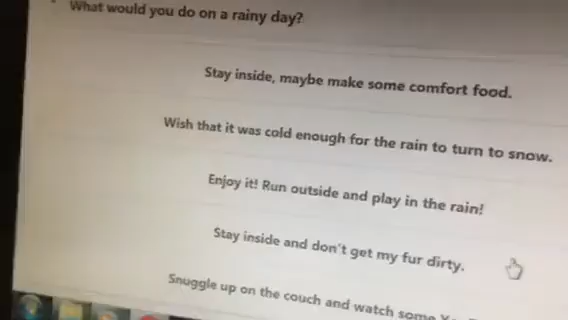 What would you do on a rainy day?
Stay inside, maybe make some comfort food.
Wish that it was cold enough for the rain to turn to snow.
Enjoy it! Run outside and play in the rain!
Stay inside and don't get my fur dirty.
Snuggle up on the couch and watch some